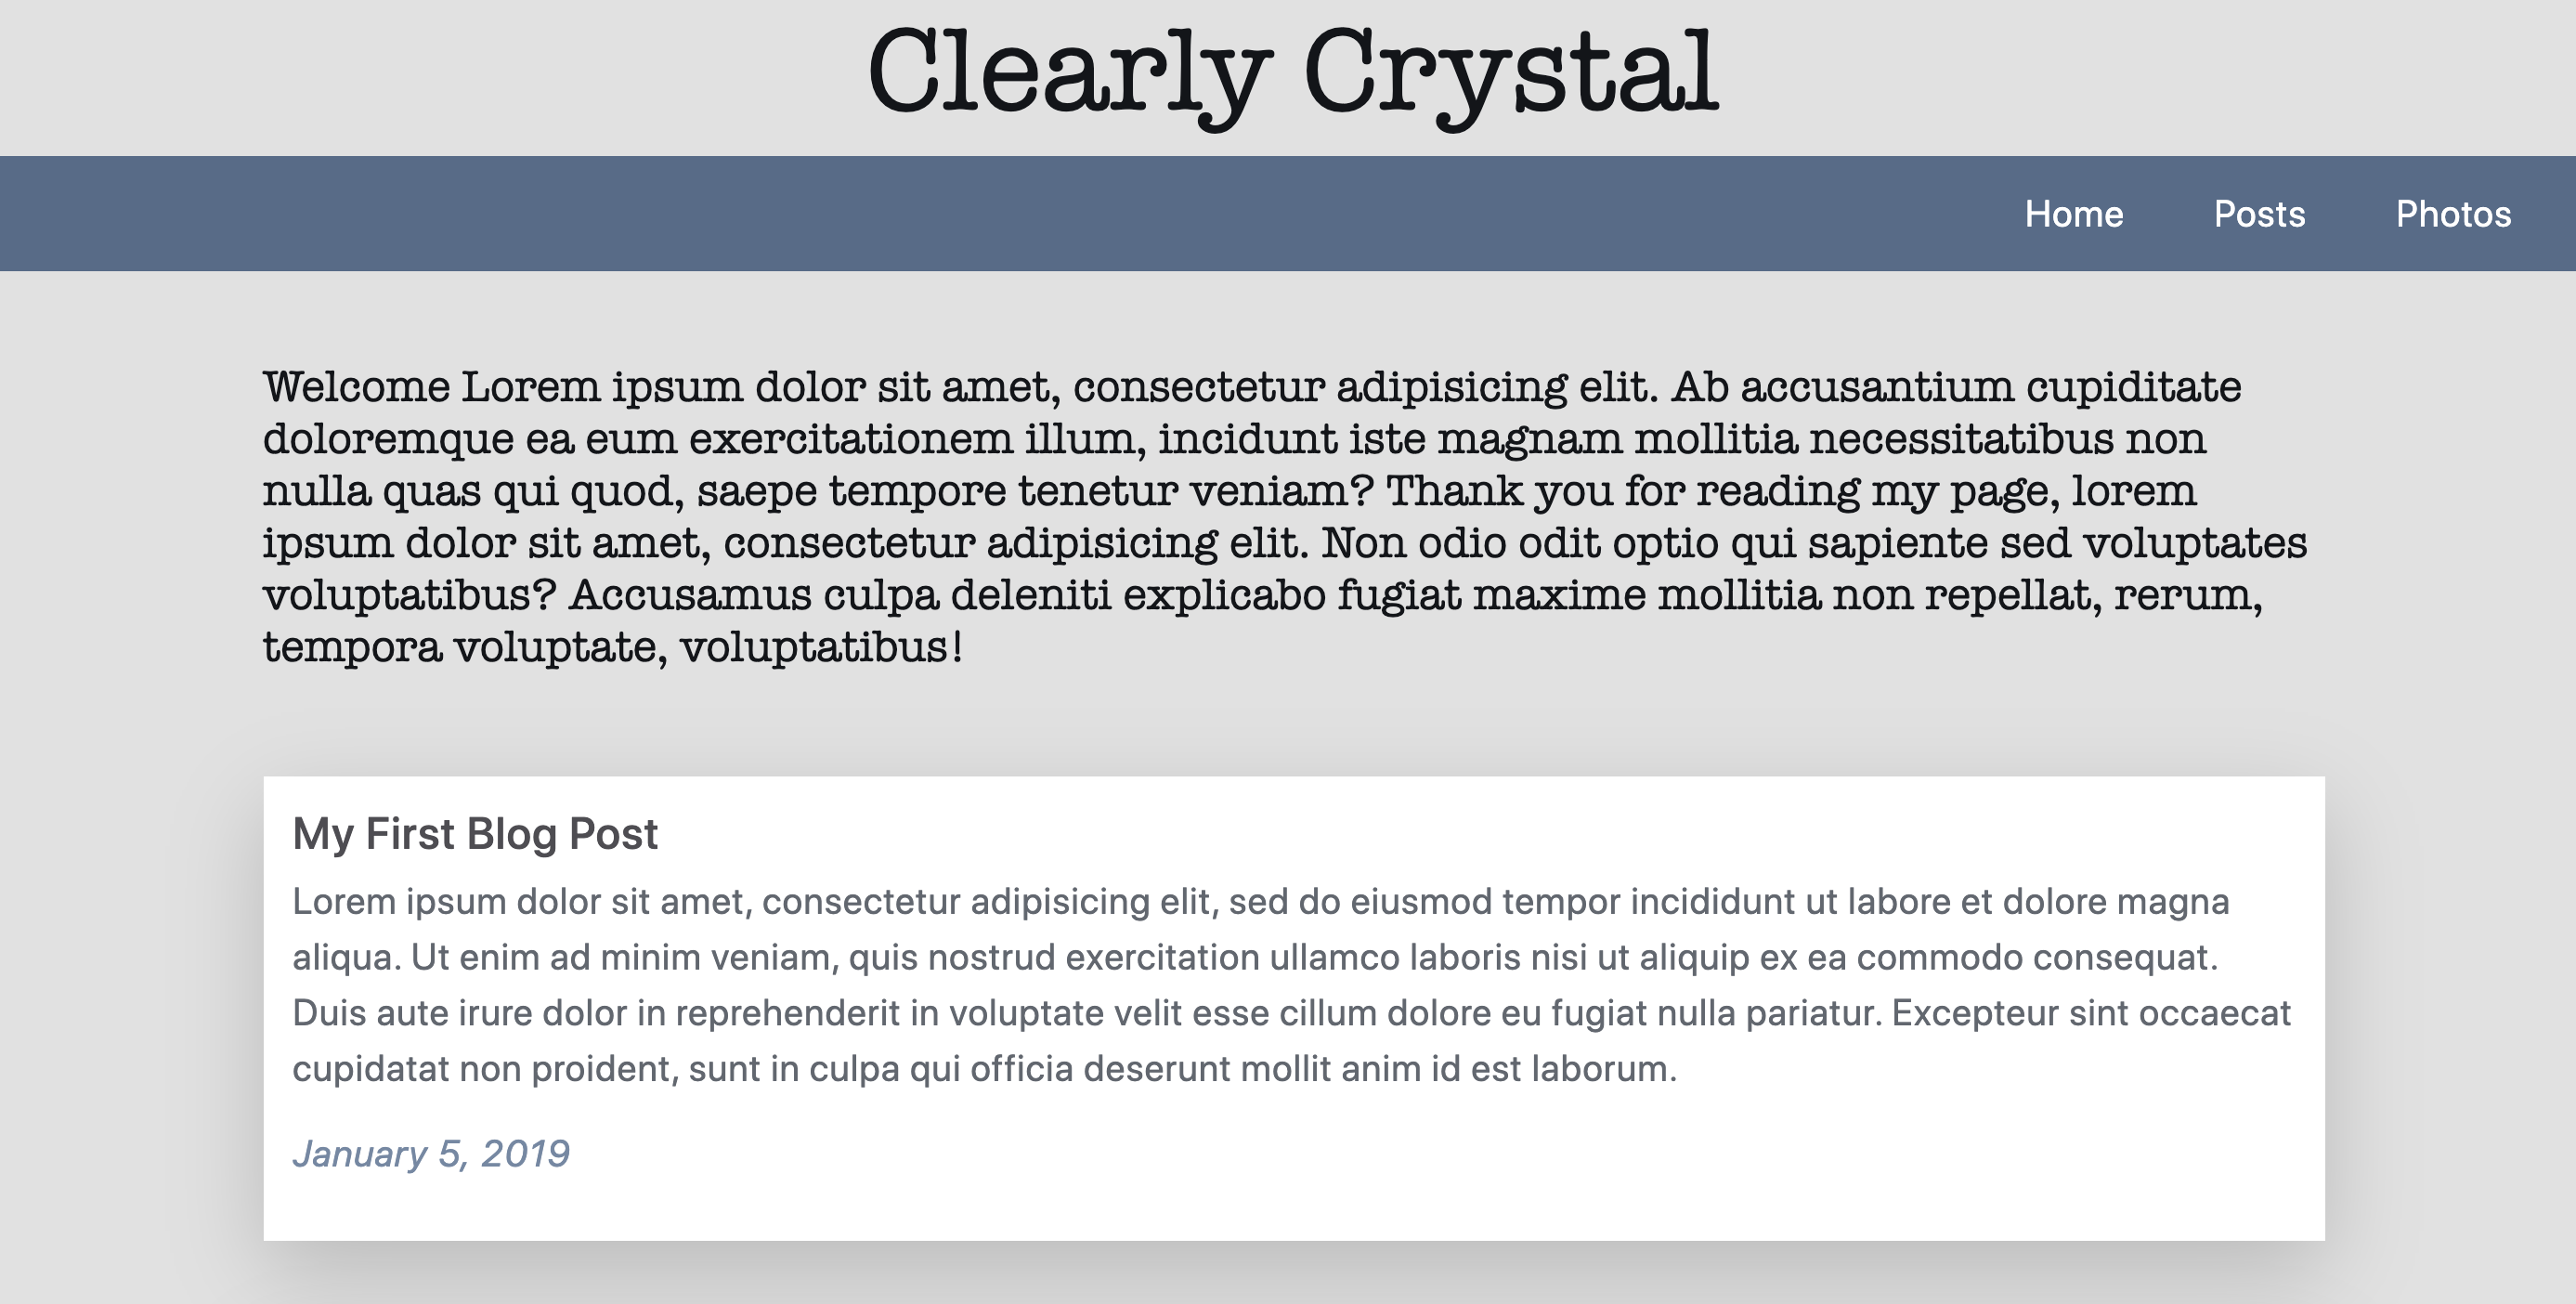 Clearly Crystal
Home Posts Photos
Welcome Lorem ipsum dolor sit amet, consectetur adipisicing elit. Ab accusantium cupiditate
doloremque ea eum exercitationem illum, incidunt iste magnam mollitia necessitatibus non
nulla quas qui quod, saepe tempore tenetur veniam? Thank you for reading my page, lorem
ipsum dolor sit amet, consectetur adipisicing elit. Non odio odit optio qui sapiente sed voluptates
voluptatibus? Accusamus culpa deleniti explicabo fugiat maxime mollitia non repellat, rerum,
tempora voluptate, voluptatibus!
My First Blog Post
Lorem ipsum dolor sit amet, consectetur adipisicing elit, sed do eiusmod tempor incididunt ut labore et dolore magna
aliqua. Ut enim ad minim veniam, quis nostrud exercitation ullamco laboris nisi ut aliquip ex ea commodo consequat.
Duis aute irure dolor in reprehenderit in voluptate velit esse cillum dolore eu fugiat nulla pariatur. Excepteur sint occaecat
cupidatat non proident, sunt in culpa qui officia deserunt mollit anim id est laborum.
January 5, 2019